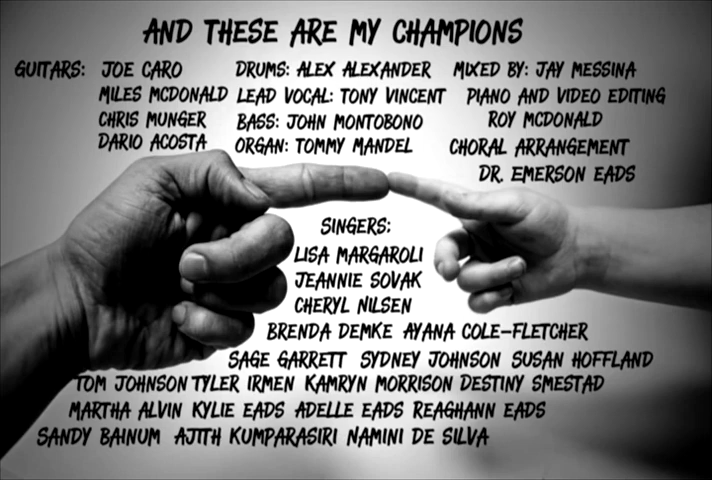 AND THESE ARE MY CHAMPIONS
GUITARS: JOE CARO
MILES MCDONALD
CHRIS MUNGER
DARIO ACOSTA
DRUMS: ALEX ALEXANDER
LEAD VOCAL: TONY VINCENT
BASS: JOHN MONTOBONO
ORGAN: TOMMY MANDEL
MIXED BY: JAY MESSINA
PIANO AND VIDEO EDITING
ROY MCDONALD
CHORAL ARRANGEMENT
DR. EMERSON EADS
SINGERS:
LISA MARGAROLI
JEANNIE SOVAK
CHERYL NILSEN
BRENDA DEMKE AYANA COLE-FLETCHER
SAGE GARRETT SYDNEY JOHNSON SUSAN HOFFLAND
TOM JOHNSON TYLER IRMEN KAMRYN MORRISON DESTINY SMESTAD
MARTHA ALVIN KYLIE EADS ADELLE EADS REAGHANN EADS
SANDY BAINUM AJITH KUMPARASIRI NAMINI DE SILVA